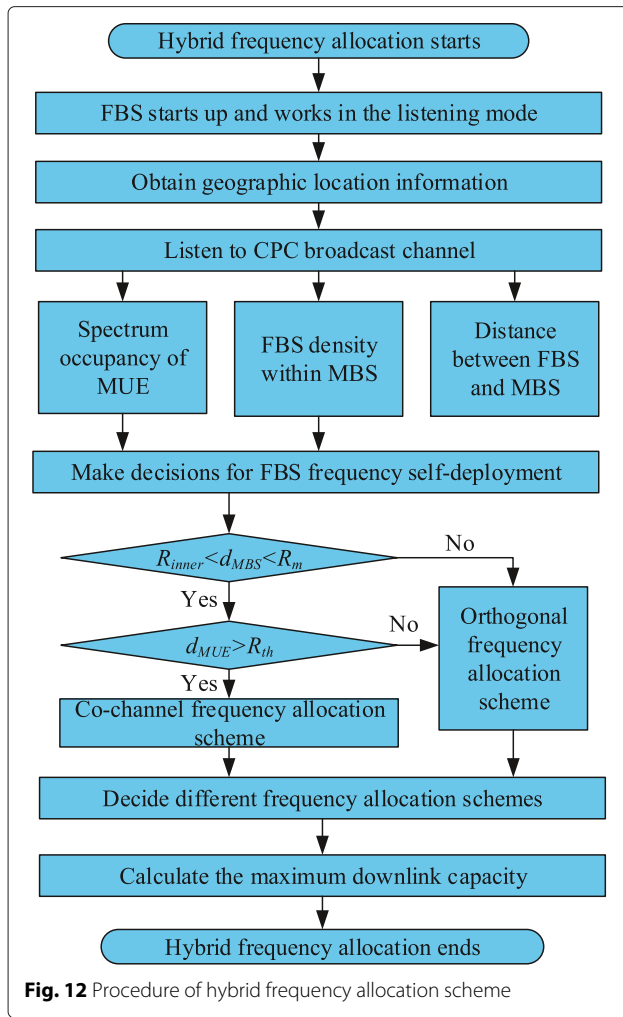 Hybrid frequency allocation starts
FBS starts up and works in the listening mode
Obtain geographic location information
Listen to CPC broadcast channel
Spectrum
occupancy of
MUE
FBS density
within MBS
Distance
between FBS
and MBS
Make decisions for FBS frequency self-deployment
R_inner<d_MBS<R_m
No
Yes
d_MUE>R_th
No
Orthogonal
frequency
allocation
scheme
Yes
Co-channel frequency allocation
scheme
Decide different frequency allocation schemes
Calculate the maximum downlink capacity
Hybrid frequency allocation ends
Fig. 12 Procedure of hybrid frequency allocation scheme